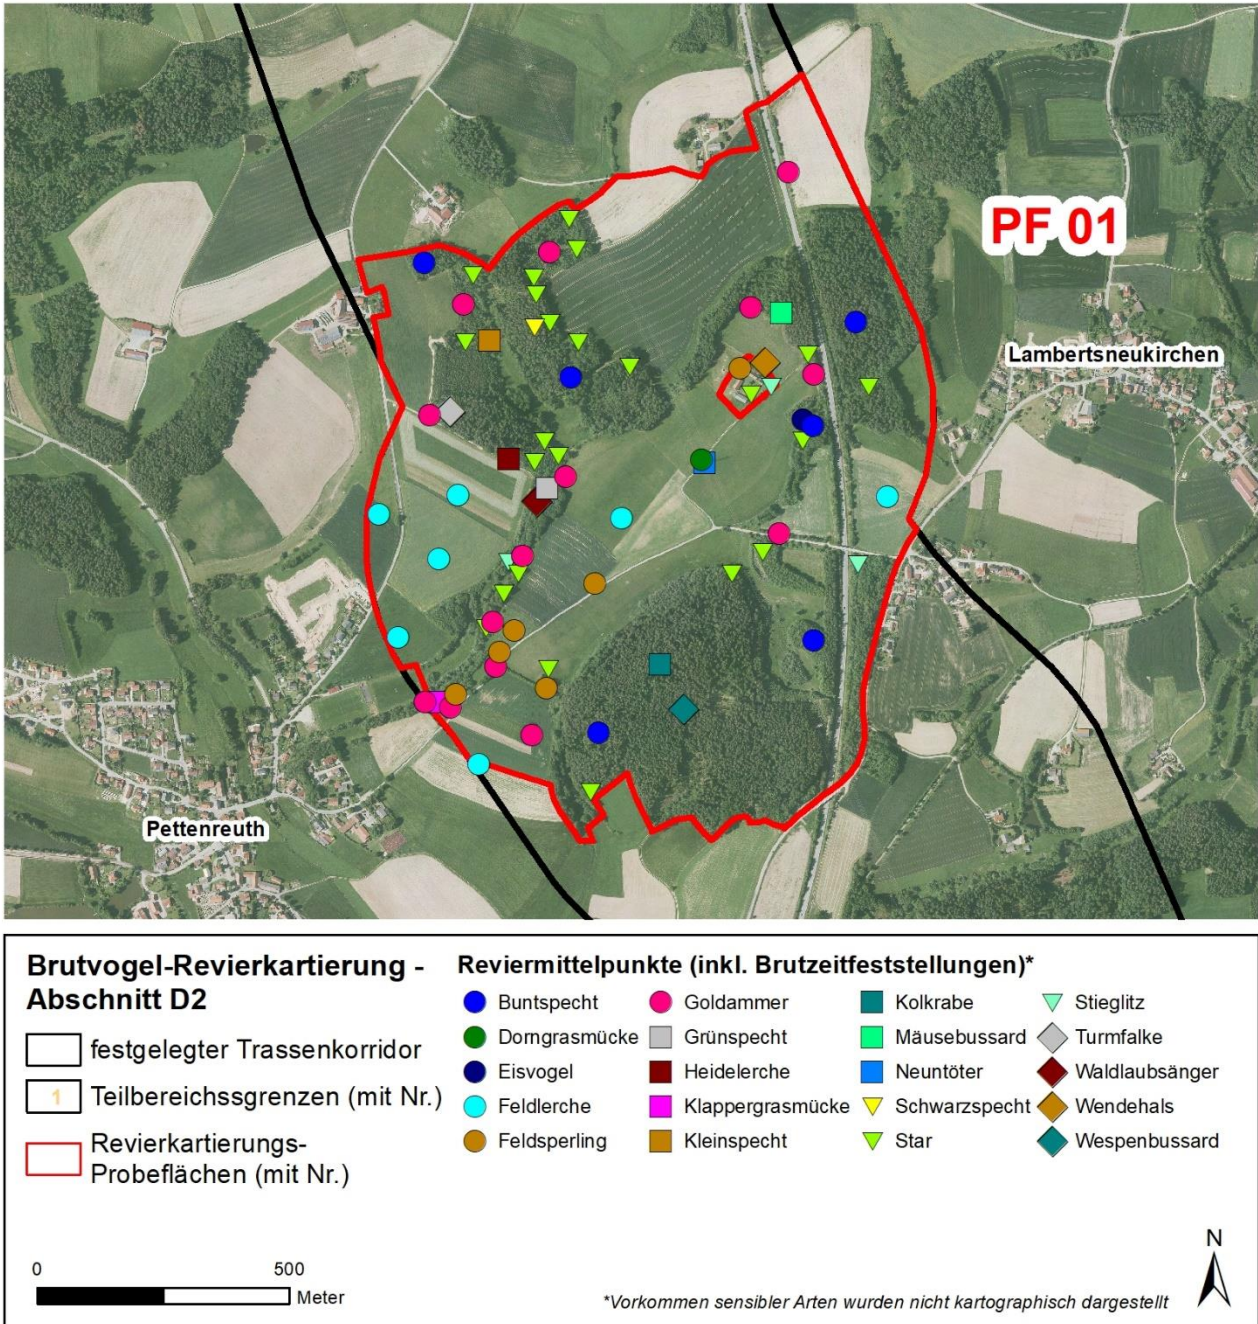 PF 01
Lambertsneukirchen
Pettenreuth
Brutvogel-Revierkartierung -
Abschnitt D2
festgelegter Trassenkorridor
1 Teilbereichssgrenzen (mit Nr.)
Revierkartierungs-
Probeflächen (mit Nr.)
0 500
Meter
Reviermittelpunkte (inkl. Brutzeitfeststellungen)*
Buntspecht
Dorngrasmücke
Eisvogel
Feldlerche
Feldsperling
Goldammer
Grünspecht
Heidelerche
Klappergrasmücke
Kleinspecht
Kolkrabe
Mäusebussard
Neuntöter
Schwarzspecht
Star
Stieglitz
Turmfalke
Waldlaubsänger
Wendehals
Wespenbussard
N
*Vorkommen sensibler Arten wurden nicht kartographisch dargestellt